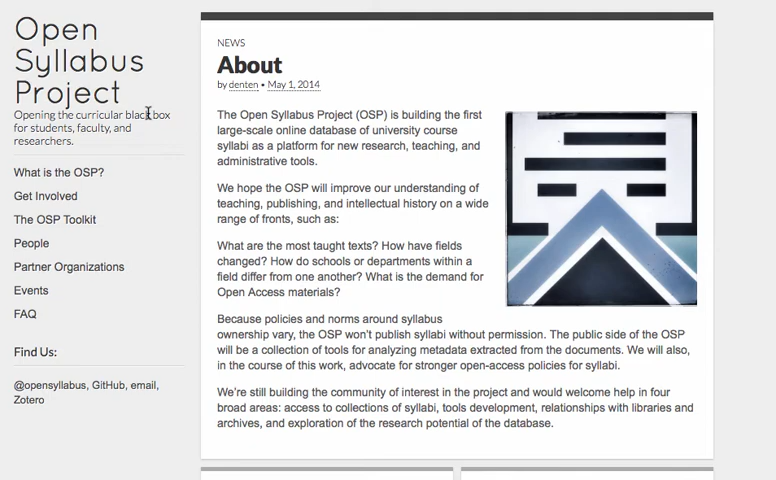 Open
Syllabus
Project
Opening the curricular black box
for students, faculty, and
researchers.
What is the OSP?
Get Involved
The OSP Toolkit
People
Partner Organizations
Events
FAQ
Find Us:
@opensyllabus, GitHub, email,
Zotero
NEWS
About
by denten • May 1, 2014
The Open Syllabus Project (OSP) is building the first
large-scale online database of university course
syllabi as a platform for new research, teaching, and
administrative tools.
We hope the OSP will improve our understanding of
teaching, publishing, and intellectual history on a wide
range of fronts, such as:
What are the most taught texts? How have fields
changed? How do schools or departments within a
field differ from one another? What is the demand for
Open Access materials?
Because policies and norms around syllabus
ownership vary, the OSP won't publish syllabi without permission. The public side of the OSP
will be a collection of tools for analyzing metadata extracted from the documents. We will also,
in the course of this work, advocate for stronger open-access policies for syllabi.
We're still building the community of interest in the project and would welcome help in four
broad areas: access to collections of syllabi, tools development, relationships with libraries and
archives, and exploration of the research potential of the database.